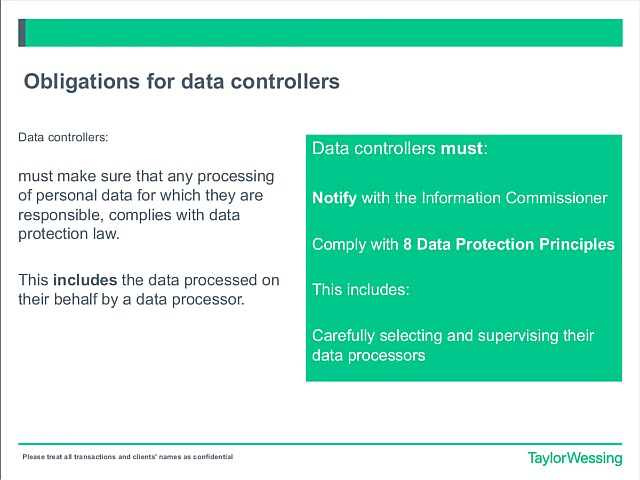 Obligations for data controllers
Data controllers:
must make sure that any processing
of personal data for which they are
responsible, complies with data
protection law.
This includes the data processed on
their behalf by a data processor.
Data controllers must:
Notify with the Information Commissioner
Comply with 8 Data Protection Principles
This includes:
Carefully selecting and supervising their
data processors
Please treat all transactions and clients' names as confidential
TaylorWessing